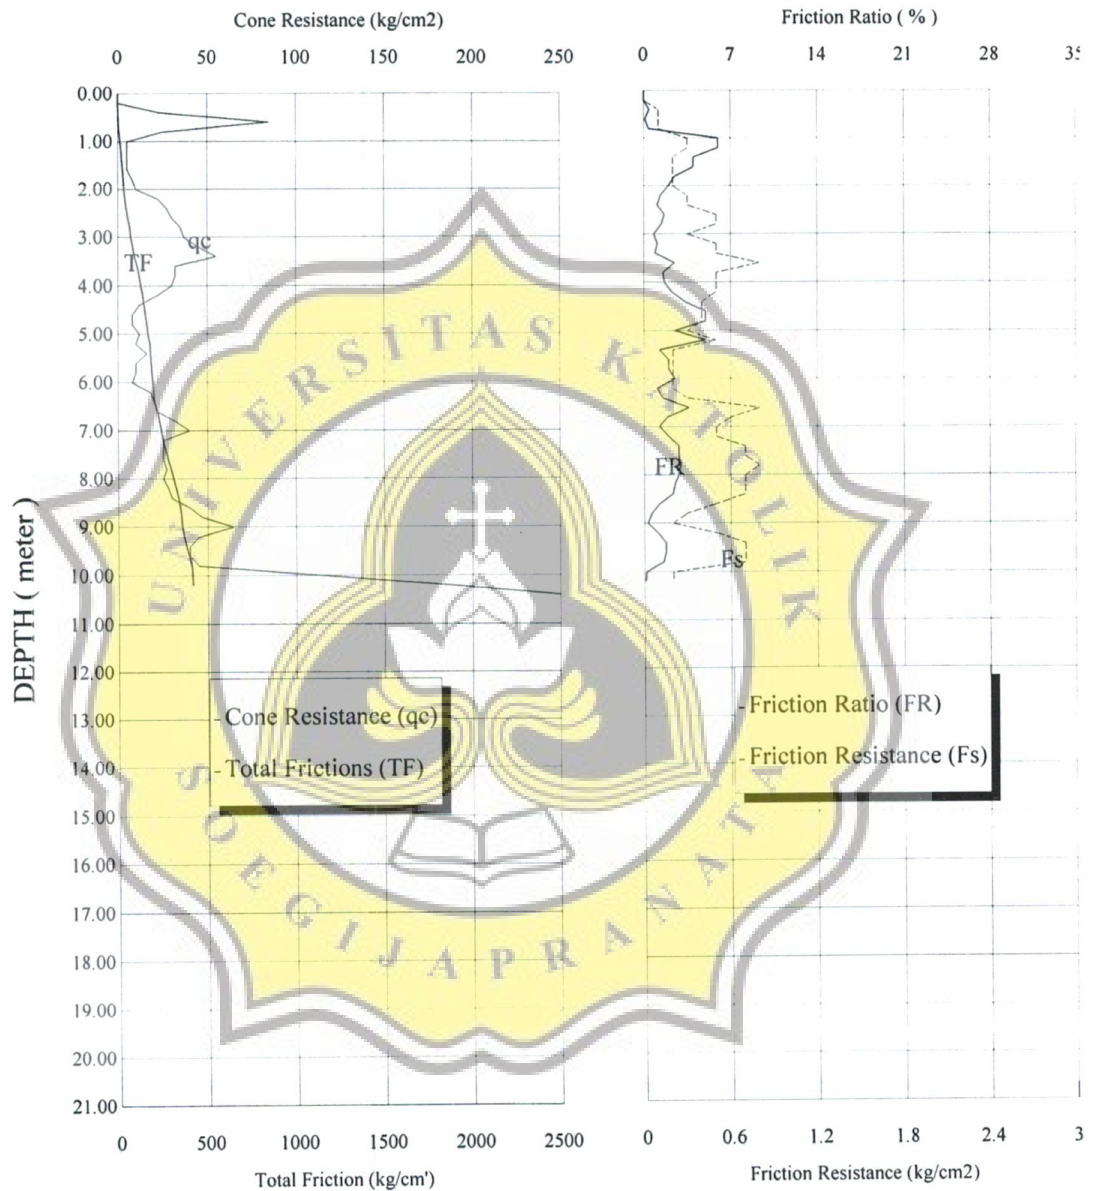 Cone Resistance (kg/cm2)
Friction Ratio ( % )
0 50 100 150 200 250
0 7 14 21 28
0.00
1.00
2.00
3.00
4.00
5.00
6.00
7.00
8.00
9.00
10.00
11.00
12.00
13.00
14.00
15.00
16.00
17.00
18.00
19.00
20.00
21.00
DEPTH ( meter )
qc
TF
FR
Fs
UNIVERSITAS KATOLIK
SOEGIJAPRANATA
- Cone Resistance (qc)
- Total Frictions (TF)
- Friction Ratio (FR)
- Friction Resistance (Fs)
0 500 1000 1500 2000 2500
0 0.6 1.2 1.8 2.4 3
Total Friction (kg/cm')
Friction Resistance (kg/cm2)